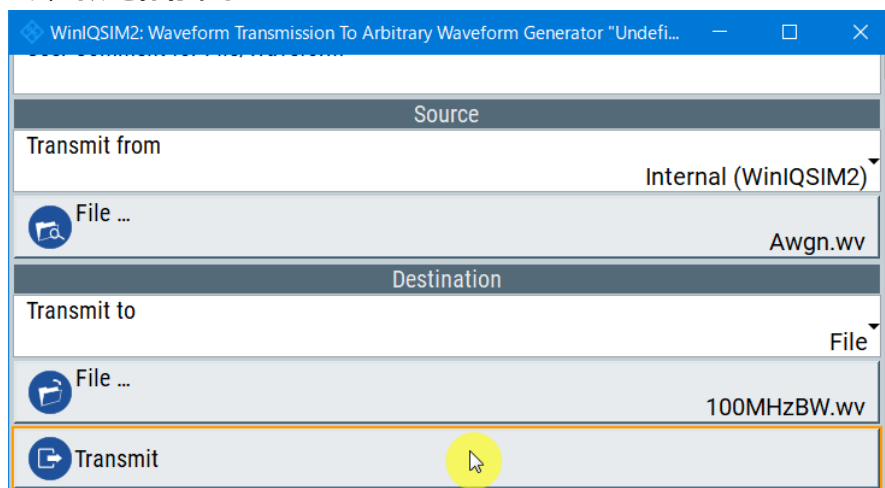 WinIQSIM2: Waveform Transmission To Arbitrary Waveform Generator "Undefi...
Source
Transmit from
Internal (WinIQSIM2)
File ...
Awgn.wv
Destination
Transmit to
File
File ...
100MHzBW.wv
Transmit